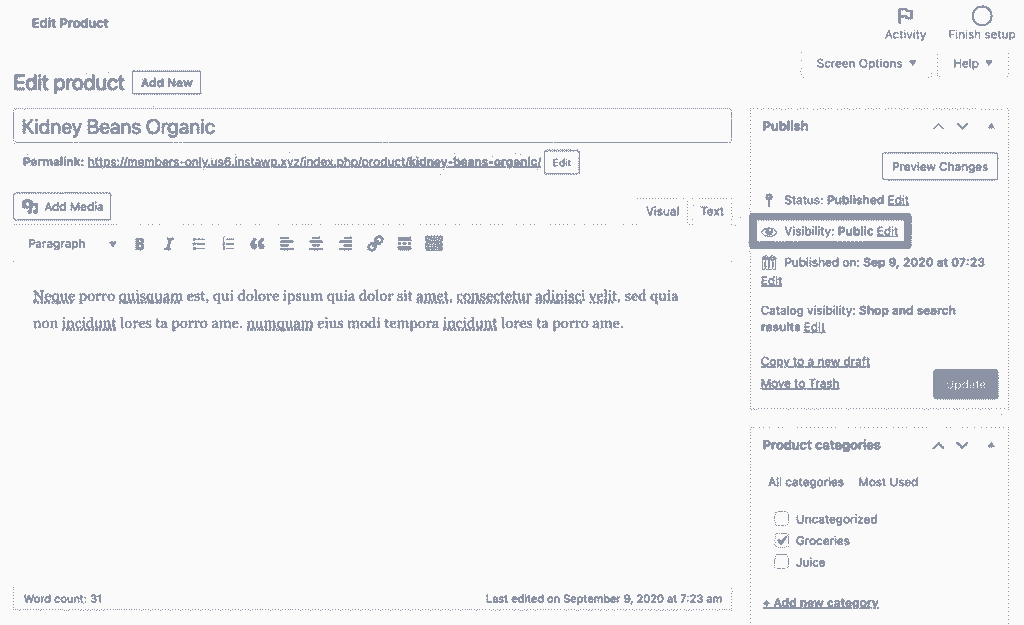 Edit Product
Activity
Finish setup
Screen Options
Help
Edit product
Add New
Kidney Beans Organic
Permalink: https://members-only.us6.instawp.xyz/index.php/product/kidney-beans-organic/ Edit
Add Media
Visual
Text
Paragraph
B
I
Neque porro quisquam est, qui dolore ipsum quia dolor sit amet, consectetur adipisci velit, sed quia
non incidunt lores ta porro ame. numquam eius modi tempora incidunt lores ta porro ame.
Word count: 31
Last edited on September 9, 2020 at 7:23 am
Publish
Preview Changes
Status: Published Edit
Visibility: Public Edit
Published on: Sep 9, 2020 at 07:23
Edit
Catalog visibility: Shop and search
results Edit
Copy to a new draft
Move to Trash
Update
Product categories
All categories
Most Used
Uncategorized
Groceries
Juice
+ Add new category